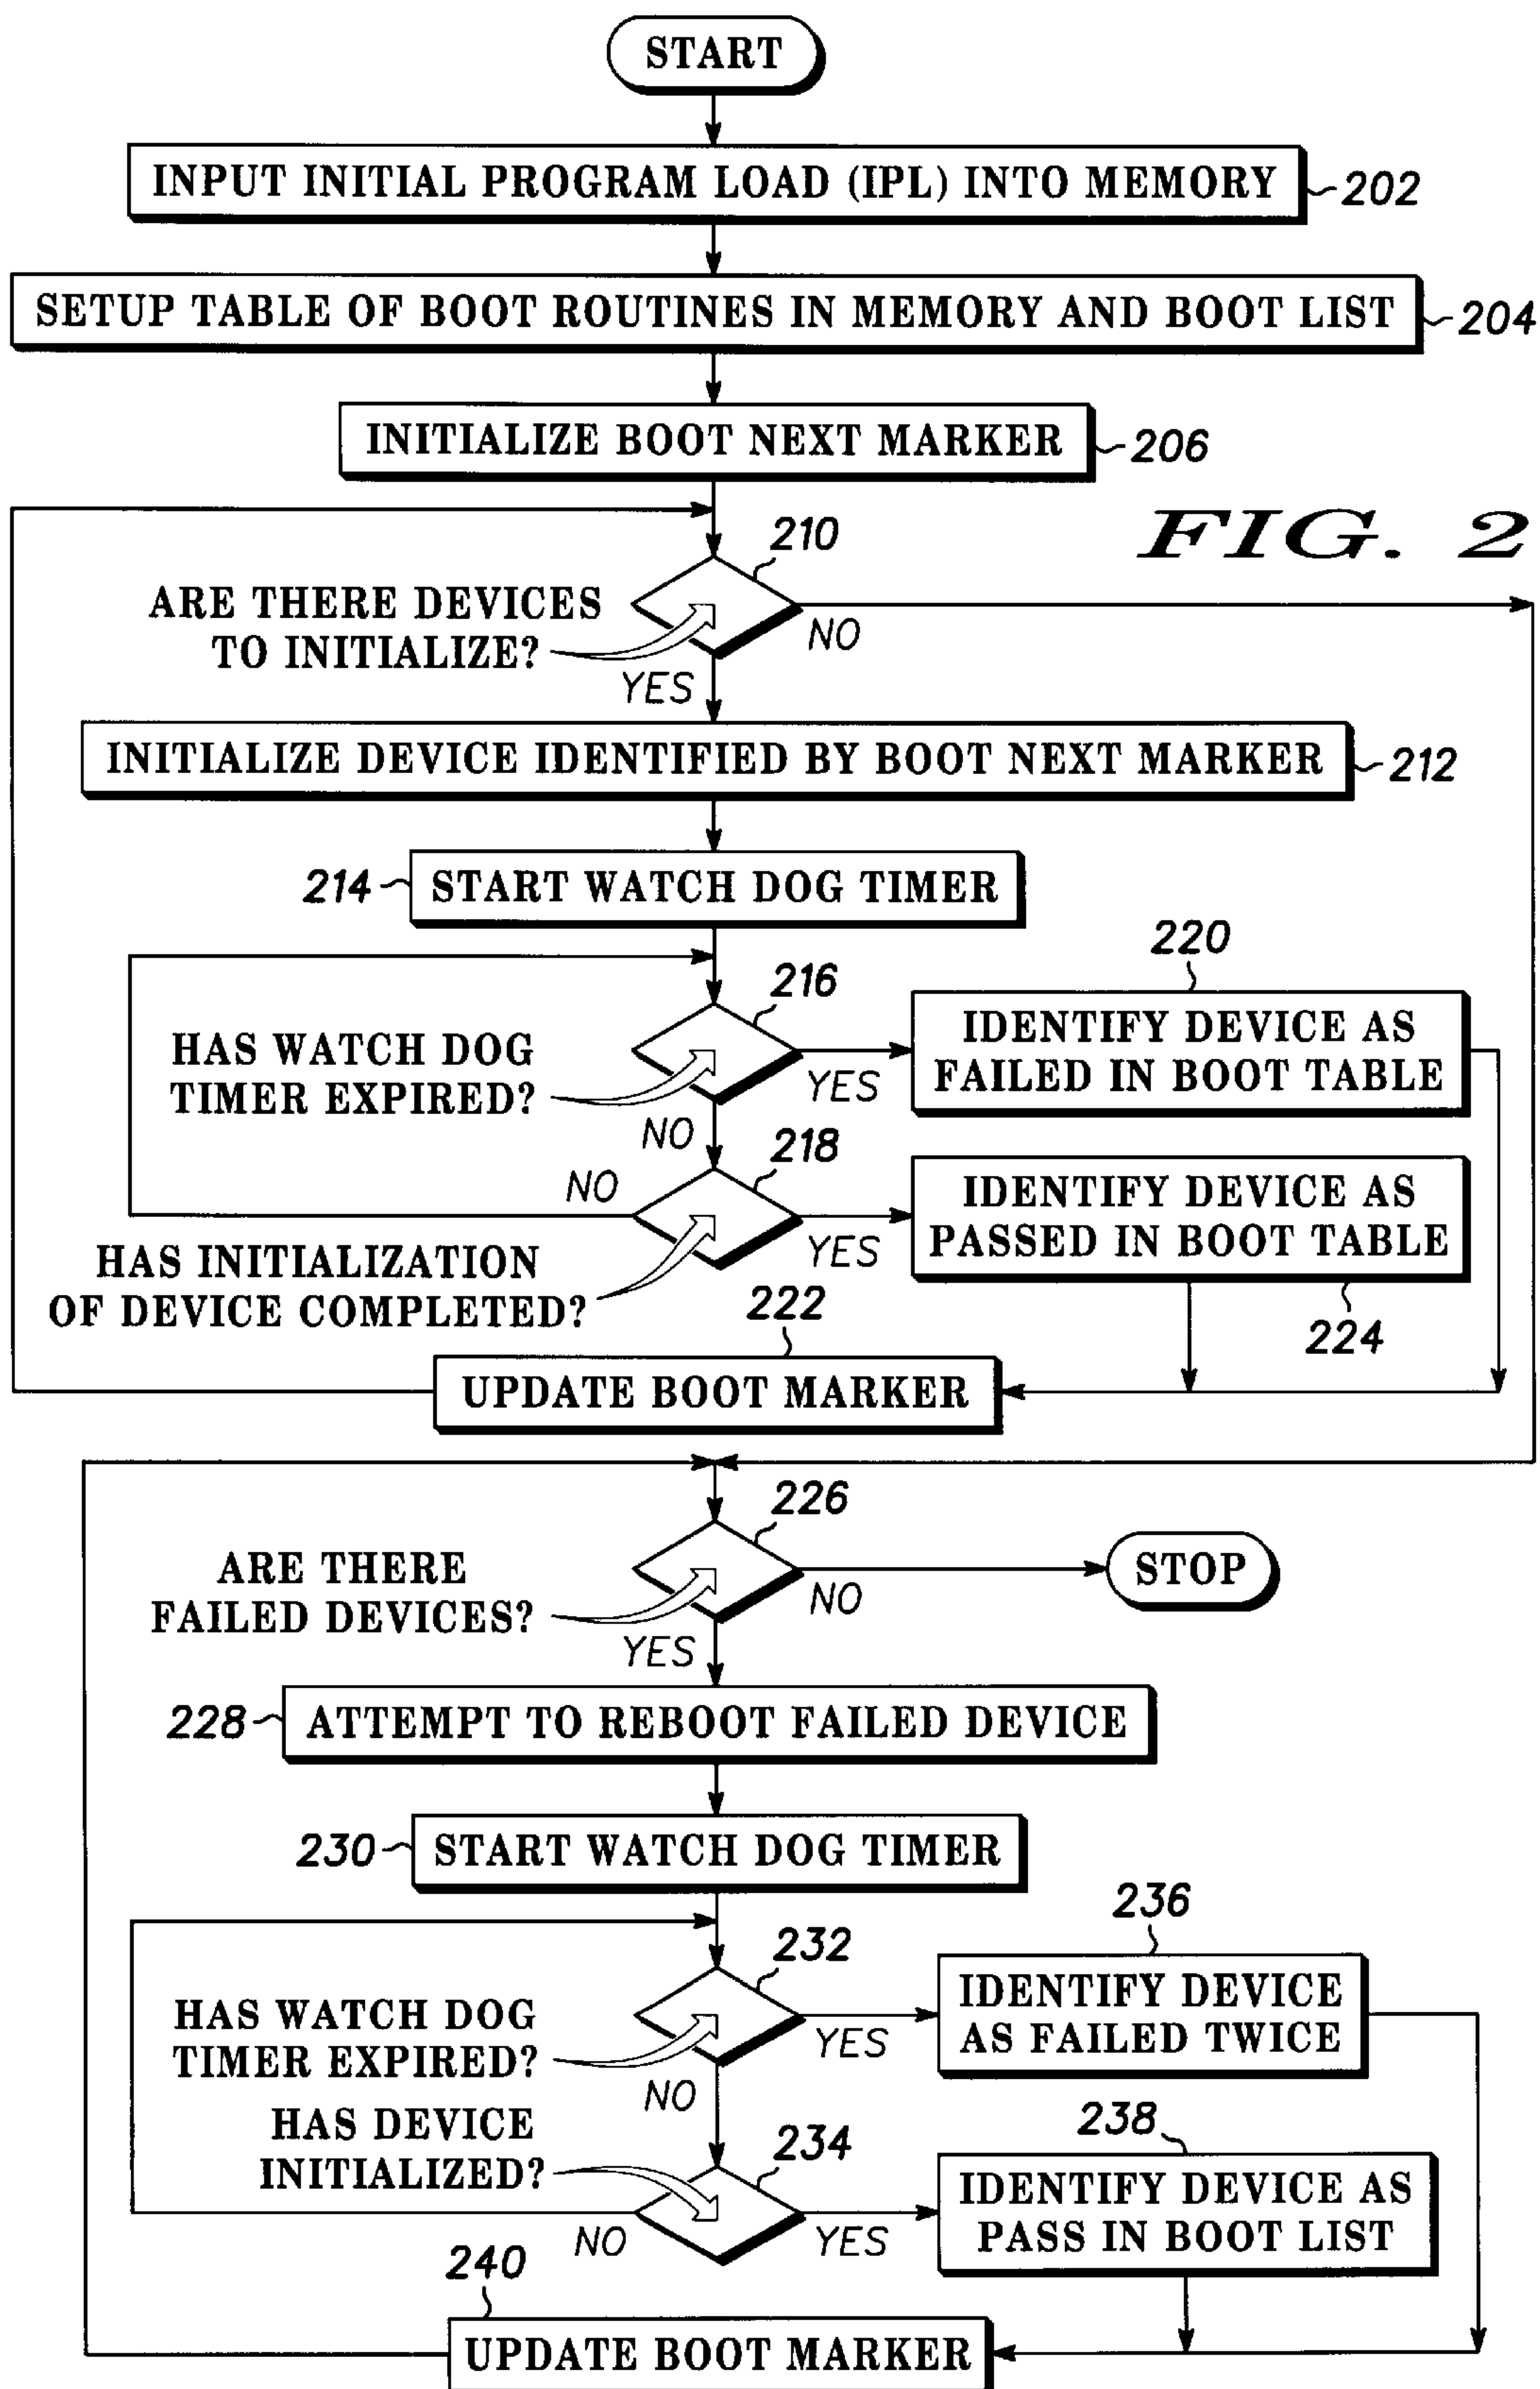 START
INPUT INITIAL PROGRAM LOAD (IPL) INTO MEMORY
202
SETUP TABLE OF BOOT ROUTINES IN MEMORY AND BOOT LIST
204
INITIALIZE BOOT NEXT MARKER
206
FIG. 2
210
ARE THERE DEVICES
TO INITIALIZE?
NO
YES
INITIALIZE DEVICE IDENTIFIED BY BOOT NEXT MARKER
212
214
START WATCH DOG TIMER
216
HAS WATCH DOG
TIMER EXPIRED?
YES
NO
220
IDENTIFY DEVICE AS
FAILED IN BOOT TABLE
218
NO
YES
HAS INITIALIZATION
OF DEVICE COMPLETED?
IDENTIFY DEVICE AS
PASSED IN BOOT TABLE
224
222
UPDATE BOOT MARKER
226
ARE THERE
FAILED DEVICES?
NO
STOP
YES
228
ATTEMPT TO REBOOT FAILED DEVICE
230
START WATCH DOG TIMER
232
HAS WATCH DOG
TIMER EXPIRED?
YES
NO
236
IDENTIFY DEVICE
AS FAILED TWICE
234
HAS DEVICE
INITIALIZED?
NO
YES
238
IDENTIFY DEVICE AS
PASS IN BOOT LIST
240
UPDATE BOOT MARKER